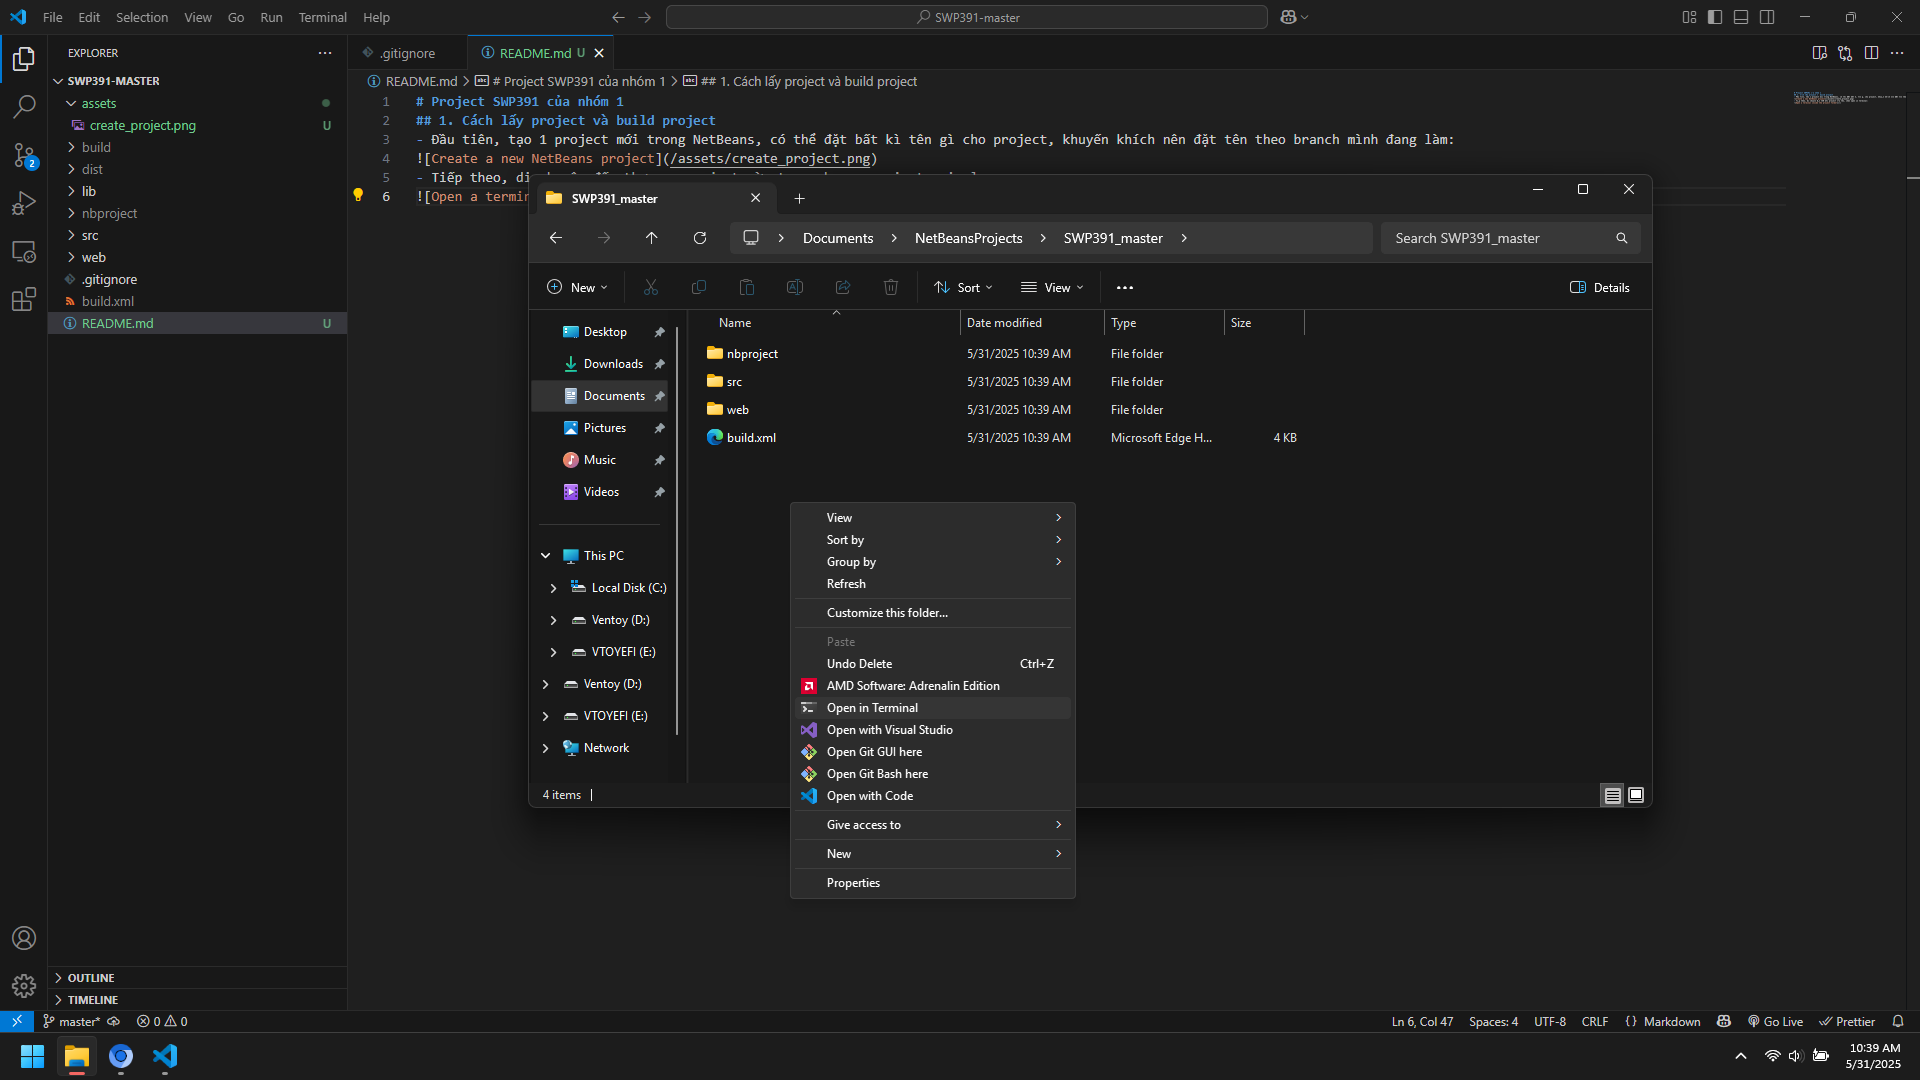 File Edit Selection View Go Run Terminal Help
SWP391-master
EXPLORER
SWP391-MASTER
assets
create_project.png U
build
dist
lib
nbproject
src
web
.gitignore
build.xml
README.md U
OUTLINE
TIMELINE
.gitignore
README.md U
README.md > # Project SWP391 của nhóm 1 > ## 1. Cách lấy project và build project
1 # Project SWP391 của nhóm 1
2 ## 1. Cách lấy project và build project
3 - Đầu tiên, tạo 1 project mới trong NetBeans, có thể đặt bất kì tên gì cho project, khuyến khích nên đặt tên theo branch mình đang làm:
4 ![Create a new NetBeans project](/assets/create_project.png)
5 - Tiếp theo, di
6 ![Open a termin
SWP391_master
Documents > NetBeansProjects > SWP391_master >
Search SWP391_master
New
Sort
View
Details
Desktop
Downloads
Documents
Pictures
Music
Videos
This PC
Local Disk (C:)
Ventoy (D:)
VTOYEFI (E:)
Ventoy (D:)
VTOYEFI (E:)
Network
Name Date modified Type Size
nbproject 5/31/2025 10:39 AM File folder
src 5/31/2025 10:39 AM File folder
web 5/31/2025 10:39 AM File folder
build.xml 5/31/2025 10:39 AM Microsoft Edge H... 4 KB
View
Sort by
Group by
Refresh
Customize this folder...
Paste
Undo Delete Ctrl+Z
AMD Software: Adrenalin Edition
Open in Terminal
Open with Visual Studio
Open Git GUI here
Open Git Bash here
Open with Code
Give access to
New
Properties
4 items
master* 0 0
Ln 6, Col 47 Spaces: 4 UTF-8 CRLF {} Markdown Go Live Prettier
2
10:39 AM
5/31/2025